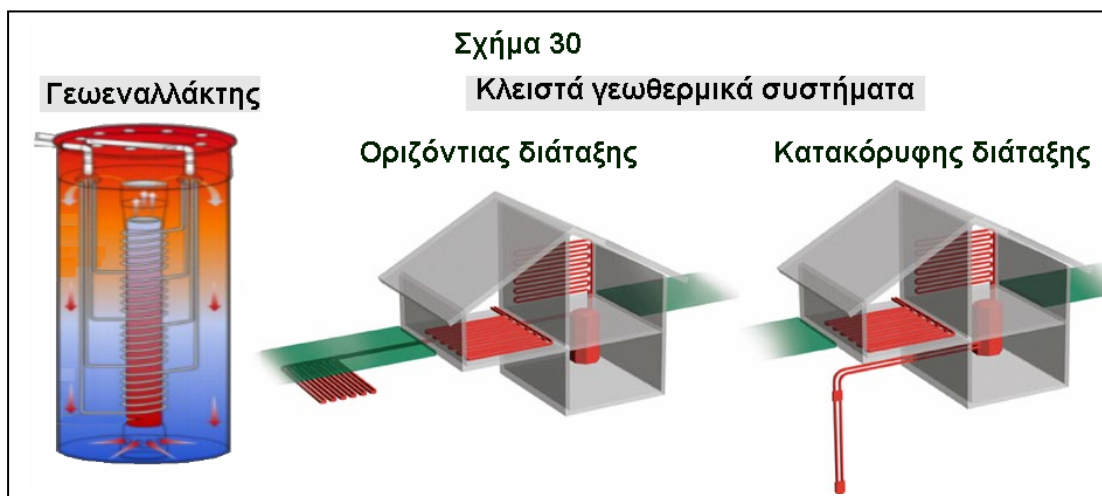 Σχήμα 30
Γεωεναλλάκτης
Κλειστά γεωθερμικά συστήματα
Οριζόντιας διάταξης
Κατακόρυφης διάταξης